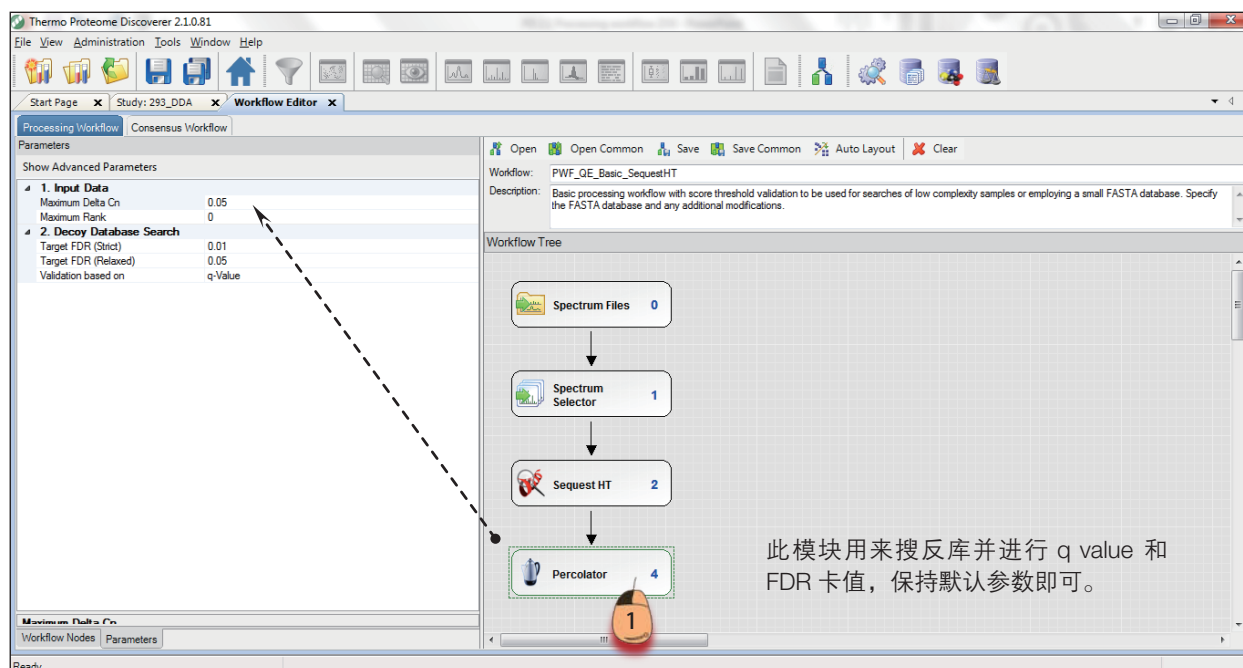 Thermo Proteome Discoverer 2.1.0.81
File View Administration Tools Window Help
Start Page x Study: 293_DDA x Workflow Editor x
Processing Workflow Consensus Workflow
Parameters
Show Advanced Parameters
1. Input Data
Maximum Delta Cn 0.05
Maximum Rank 0
2. Decoy Database Search
Target FDR (Strict) 0.01
Target FDR (Relaxed) 0.05
Validation based on q-Value
Maximum Delta Cn
Workflow Nodes Parameters
Ready
Open Open Common Save Save Common Auto Layout Clear
Workflow: PWF_QE_Basic_SequestHT
Description: Basic processing workflow with score threshold validation to be used for searches of low complexity samples or employing a small FASTA database. Specify
the FASTA database and any additional modifications.
Workflow Tree
Spectrum Files 0
Spectrum
Selector 1
Sequest HT 2
Percolator 4
1
此模块用来搜反库并进行 q value 和
FDR 卡值，保持默认参数即可。